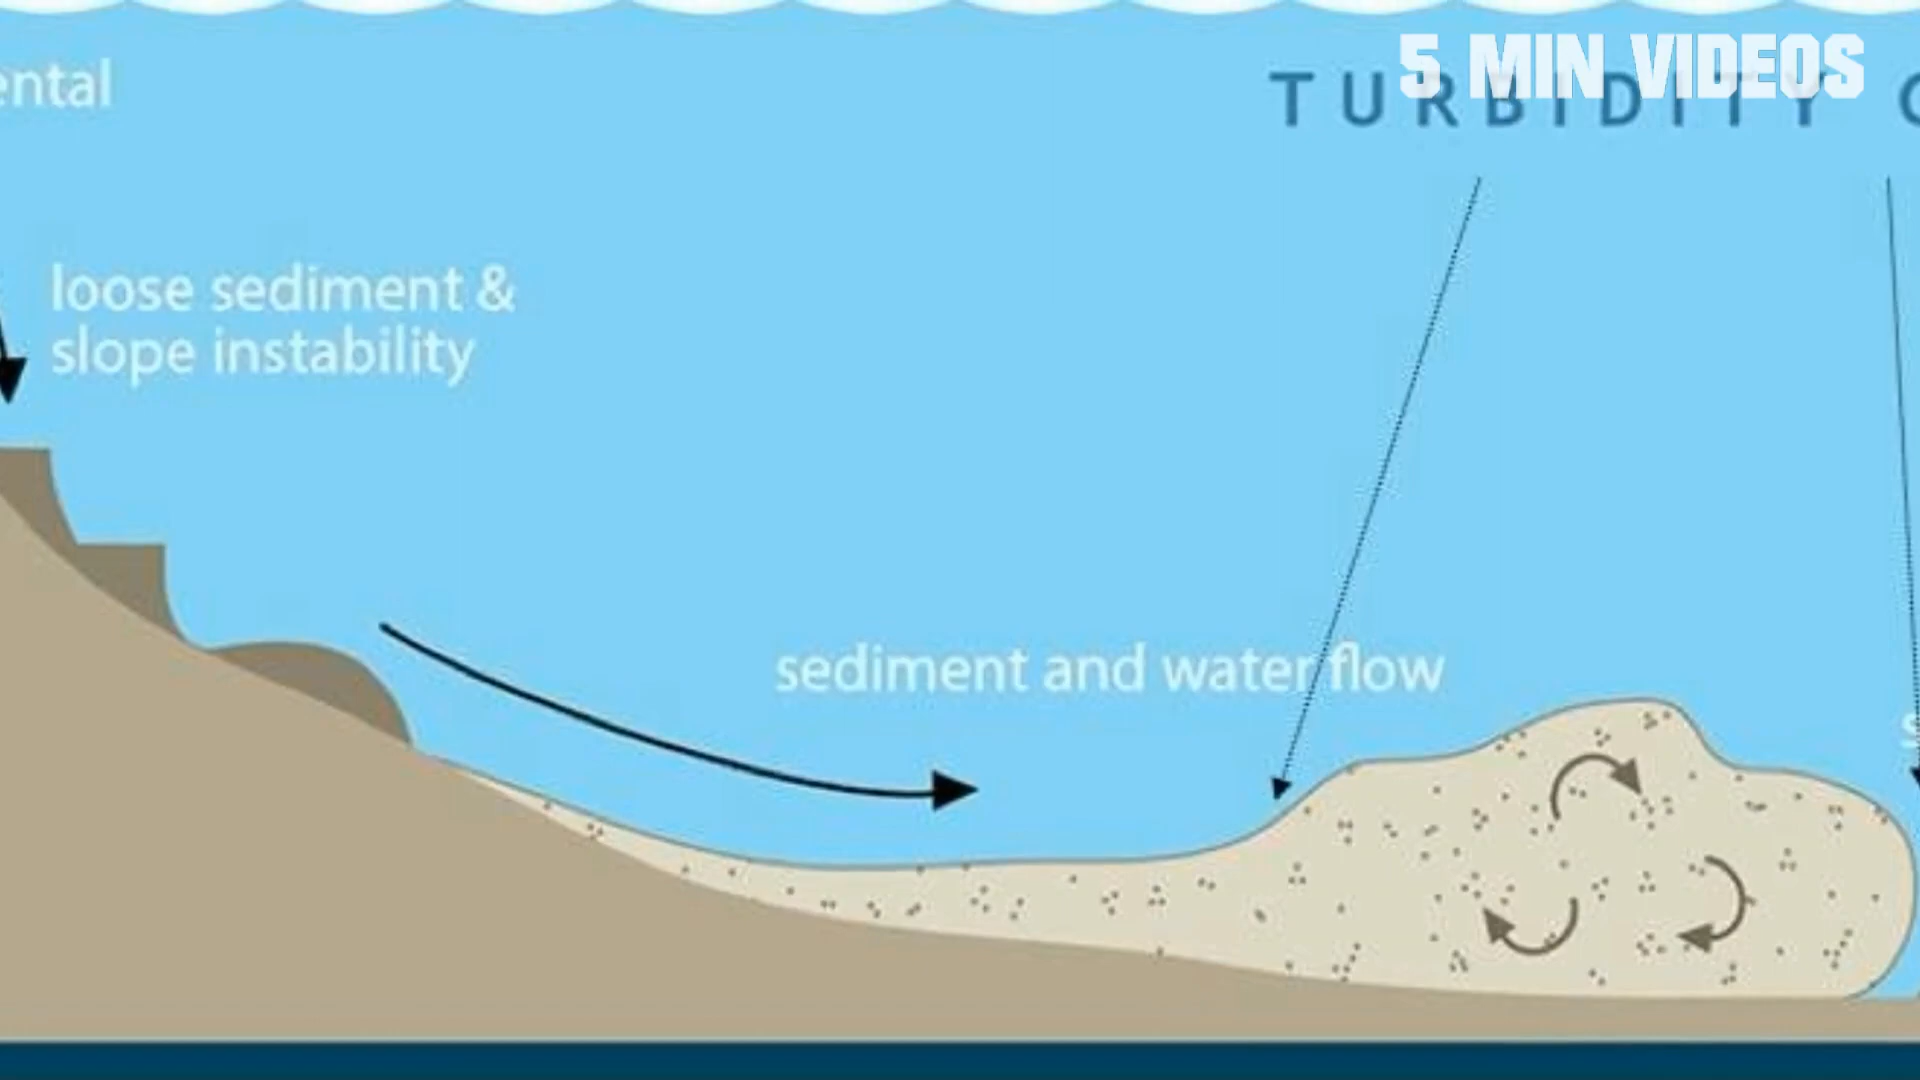 5 MIN VIDEOS
ental
TURBIDITY C
loose sediment &
slope instability
sediment and water flow